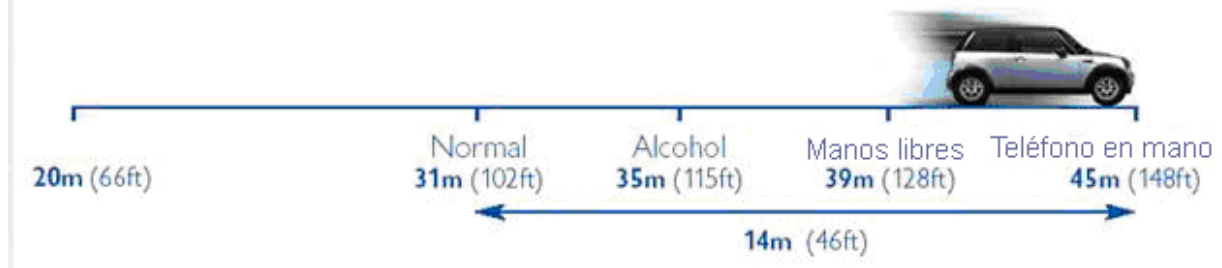 Normal Alcohol Manos libres Teléfono en mano
20m (66ft) 31m (102ft) 35m (115ft) 39m (128ft) 45m (148ft)
14m (46ft)